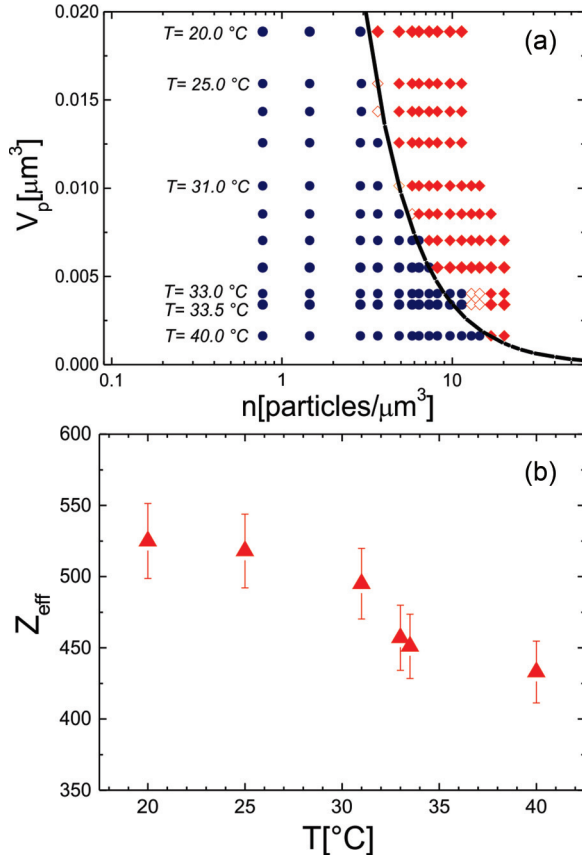 (a)
0.020
T= 20.0 °C
T= 25.0 °C
0.015
V_p[μm³]
0.010
T= 31.0 °C
0.005
T= 33.0 °C
T= 33.5 °C
T= 40.0 °C
0.000
0.1 1 10
n[particles/μm³]
600
(b)
550
500
Z_eff
450
400
350
20 25 30 35 40
T[°C]